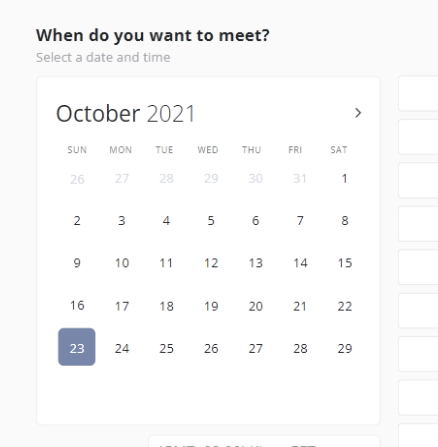 When do you want to meet?
Select a date and time
October 2021
SUN MON TUE WED THU FRI SAT
26 27 28 29 30 31 1
2 3 4 5 6 7 8
9 10 11 12 13 14 15
16 17 18 19 20 21 22
23 24 25 26 27 28 29